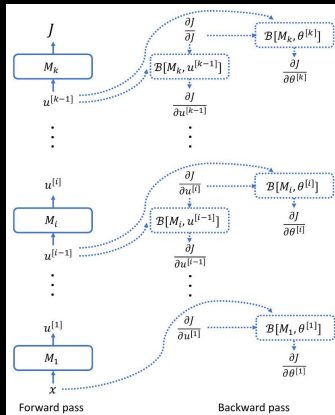 J
M_k
u^{[k-1]}
∂J/∂J
B[M_k, u^{[k-1]}]
∂J/∂u^{[k-1]}
B[M_k, θ^{[k]}]
∂J/∂θ^{[k]}
u^{[i]}
M_i
u^{[i-1]}
∂J/∂u^{[i]}
B[M_i, u^{[i-1]}]
∂J/∂u^{[i-1]}
B[M_i, θ^{[i]}]
∂J/∂θ^{[i]}
u^{[1]}
M_1
x
∂J/∂u^{[1]}
B[M_1, θ^{[1]}]
∂J/∂θ^{[1]}
Forward pass
Backward pass